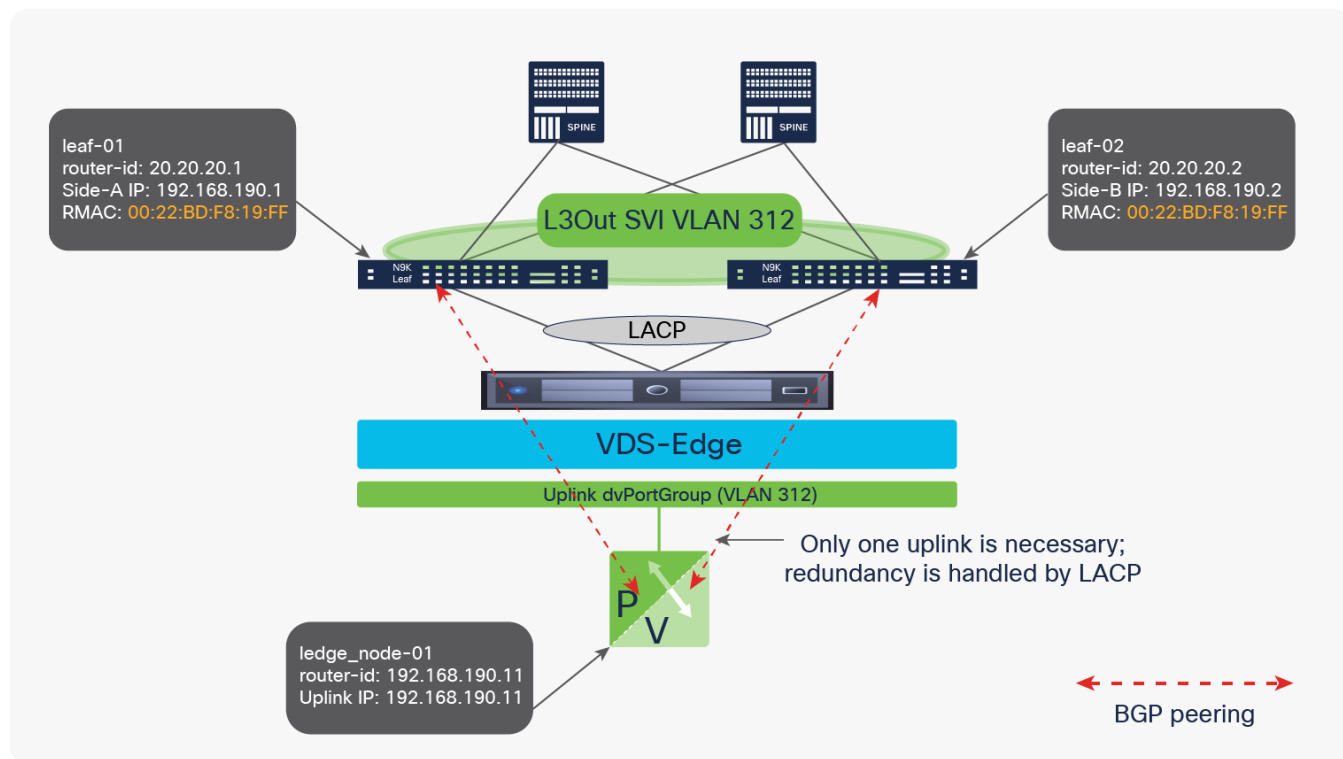 SPINE
SPINE
leaf-01
router-id: 20.20.20.1
Side-A IP: 192.168.190.1
RMAC: 00:22:BD:F8:19:FF
leaf-02
router-id: 20.20.20.2
Side-B IP: 192.168.190.2
RMAC: 00:22:BD:F8:19:FF
L3Out SVI VLAN 312
N9K
Leaf
N9K
Leaf
LACP
VDS-Edge
Uplink dvPortGroup (VLAN 312)
Only one uplink is necessary;
redundancy is handled by LACP
P
V
ledge_node-01
router-id: 192.168.190.11
Uplink IP: 192.168.190.11
BGP peering